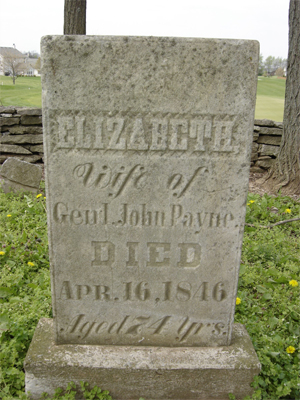 ELIZABETH,
Wife of
Genl. John Payne,
DIED
APR. 16, 1846
Aged 74 Yrs.